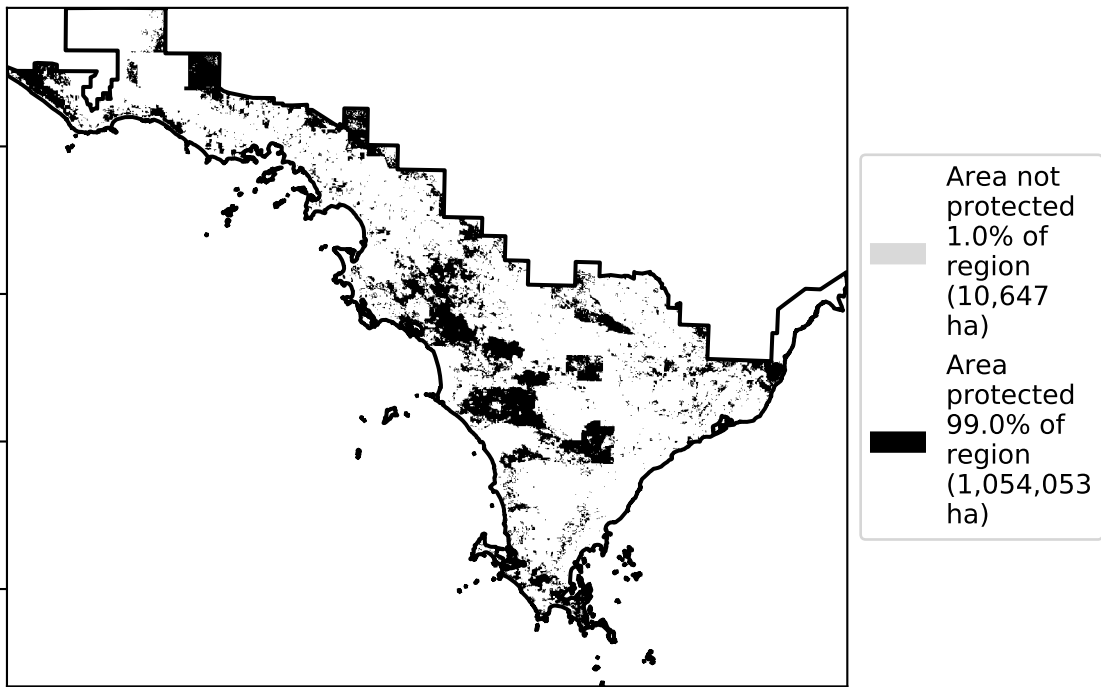 Area not
protected
1.0% of
region
(10,647
ha)
Area
protected
99.0% of
region
(1,054,053
ha)